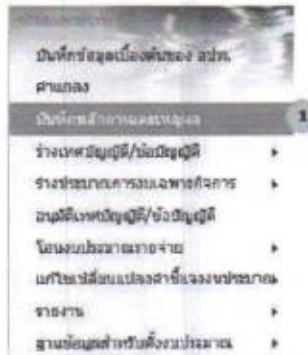 บันทึกข้อมูลเบื้องต้นของ อปท.
คำแถลง
บันทึกหลักการและเหตุผล
1
ร่างเทศบัญญัติ/ข้อบัญญัติ
ร่างประมาณการงบเฉพาะกิจการ
อนุมัติเทศบัญญัติ/ข้อบัญญัติ
โอนงบประมาณรายจ่าย
แก้ไขเปลี่ยนแปลงคำชี้แจงงบประมาณ
รายงาน
ฐานข้อมูลสำหรับตั้งงบประมาณ